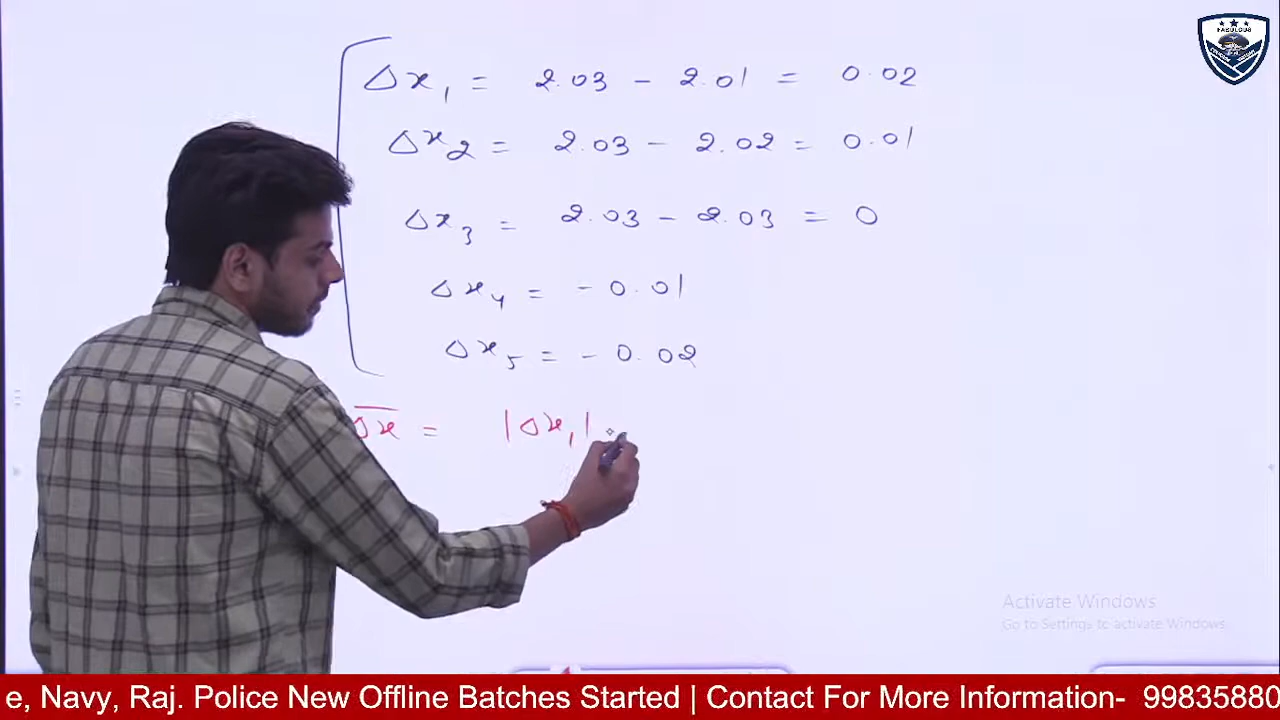 FABULOUS
Δx₁ = 2.03 - 2.01 = 0.02
Δx₂ = 2.03 - 2.02 = 0.01
Δx₃ = 2.03 - 2.03 = 0
Δx₄ = - 0.01
Δx₅ = - 0.02
Δx̅ = |Δx₁|
Activate Windows
Go to Settings to activate Windows.
e, Navy, Raj. Police New Offline Batches Started | Contact For More Information- 99835880